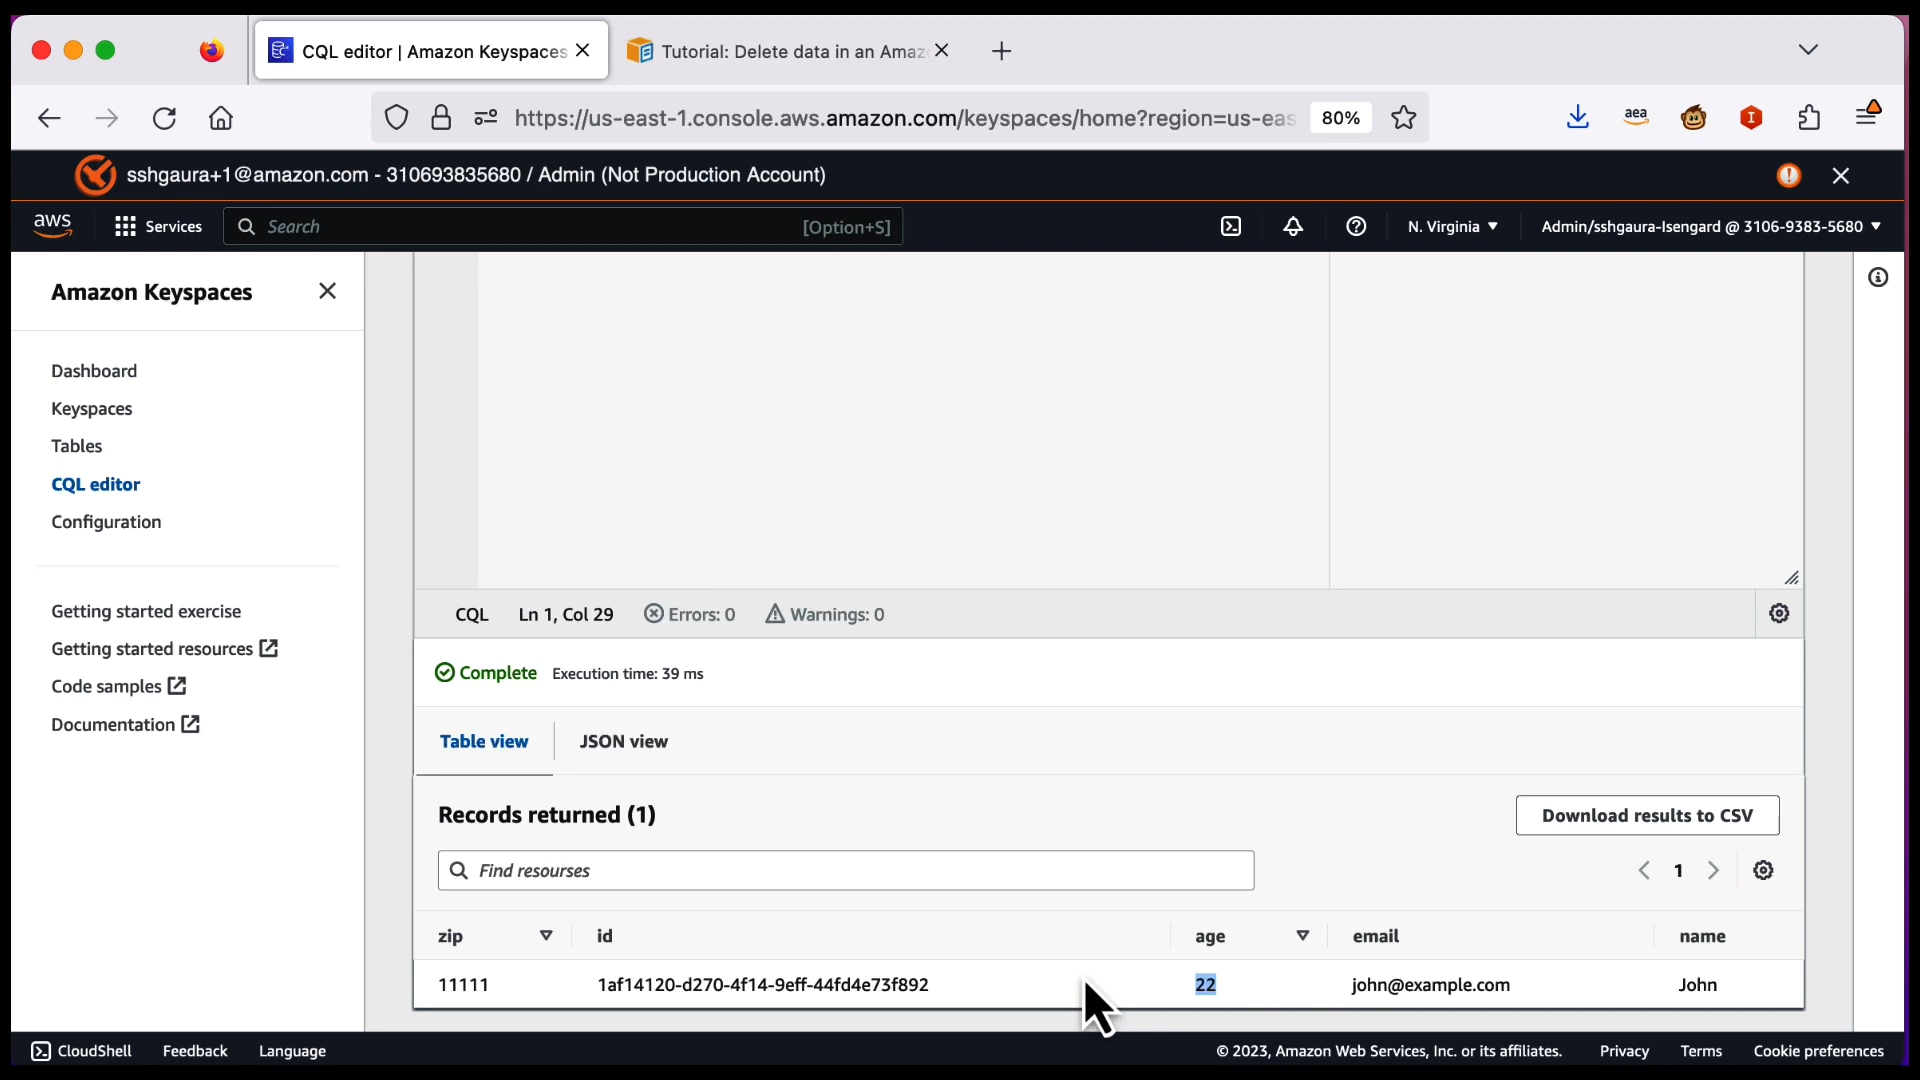 CQL editor | Amazon Keyspaces
Tutorial: Delete data in an Amaz
https://us-east-1.console.aws.amazon.com/keyspaces/home?region=us-eas
80%
aea
sshgaura+1@amazon.com - 310693835680 / Admin (Not Production Account)
aws
Services
Search
[Option+S]
N. Virginia
Admin/sshgaura-Isengard @ 3106-9383-5680
Amazon Keyspaces
Dashboard
Keyspaces
Tables
CQL editor
Configuration
Getting started exercise
Getting started resources
Code samples
Documentation
CQL Ln 1, Col 29 Errors: 0 Warnings: 0
Complete Execution time: 39 ms
Table view JSON view
Records returned (1)
Download results to CSV
Find resourses
1
zip id age email name
11111 1af14120-d270-4f14-9eff-44fd4e73f892 22 john@example.com John
CloudShell Feedback Language
© 2023, Amazon Web Services, Inc. or its affiliates. Privacy Terms Cookie preferences